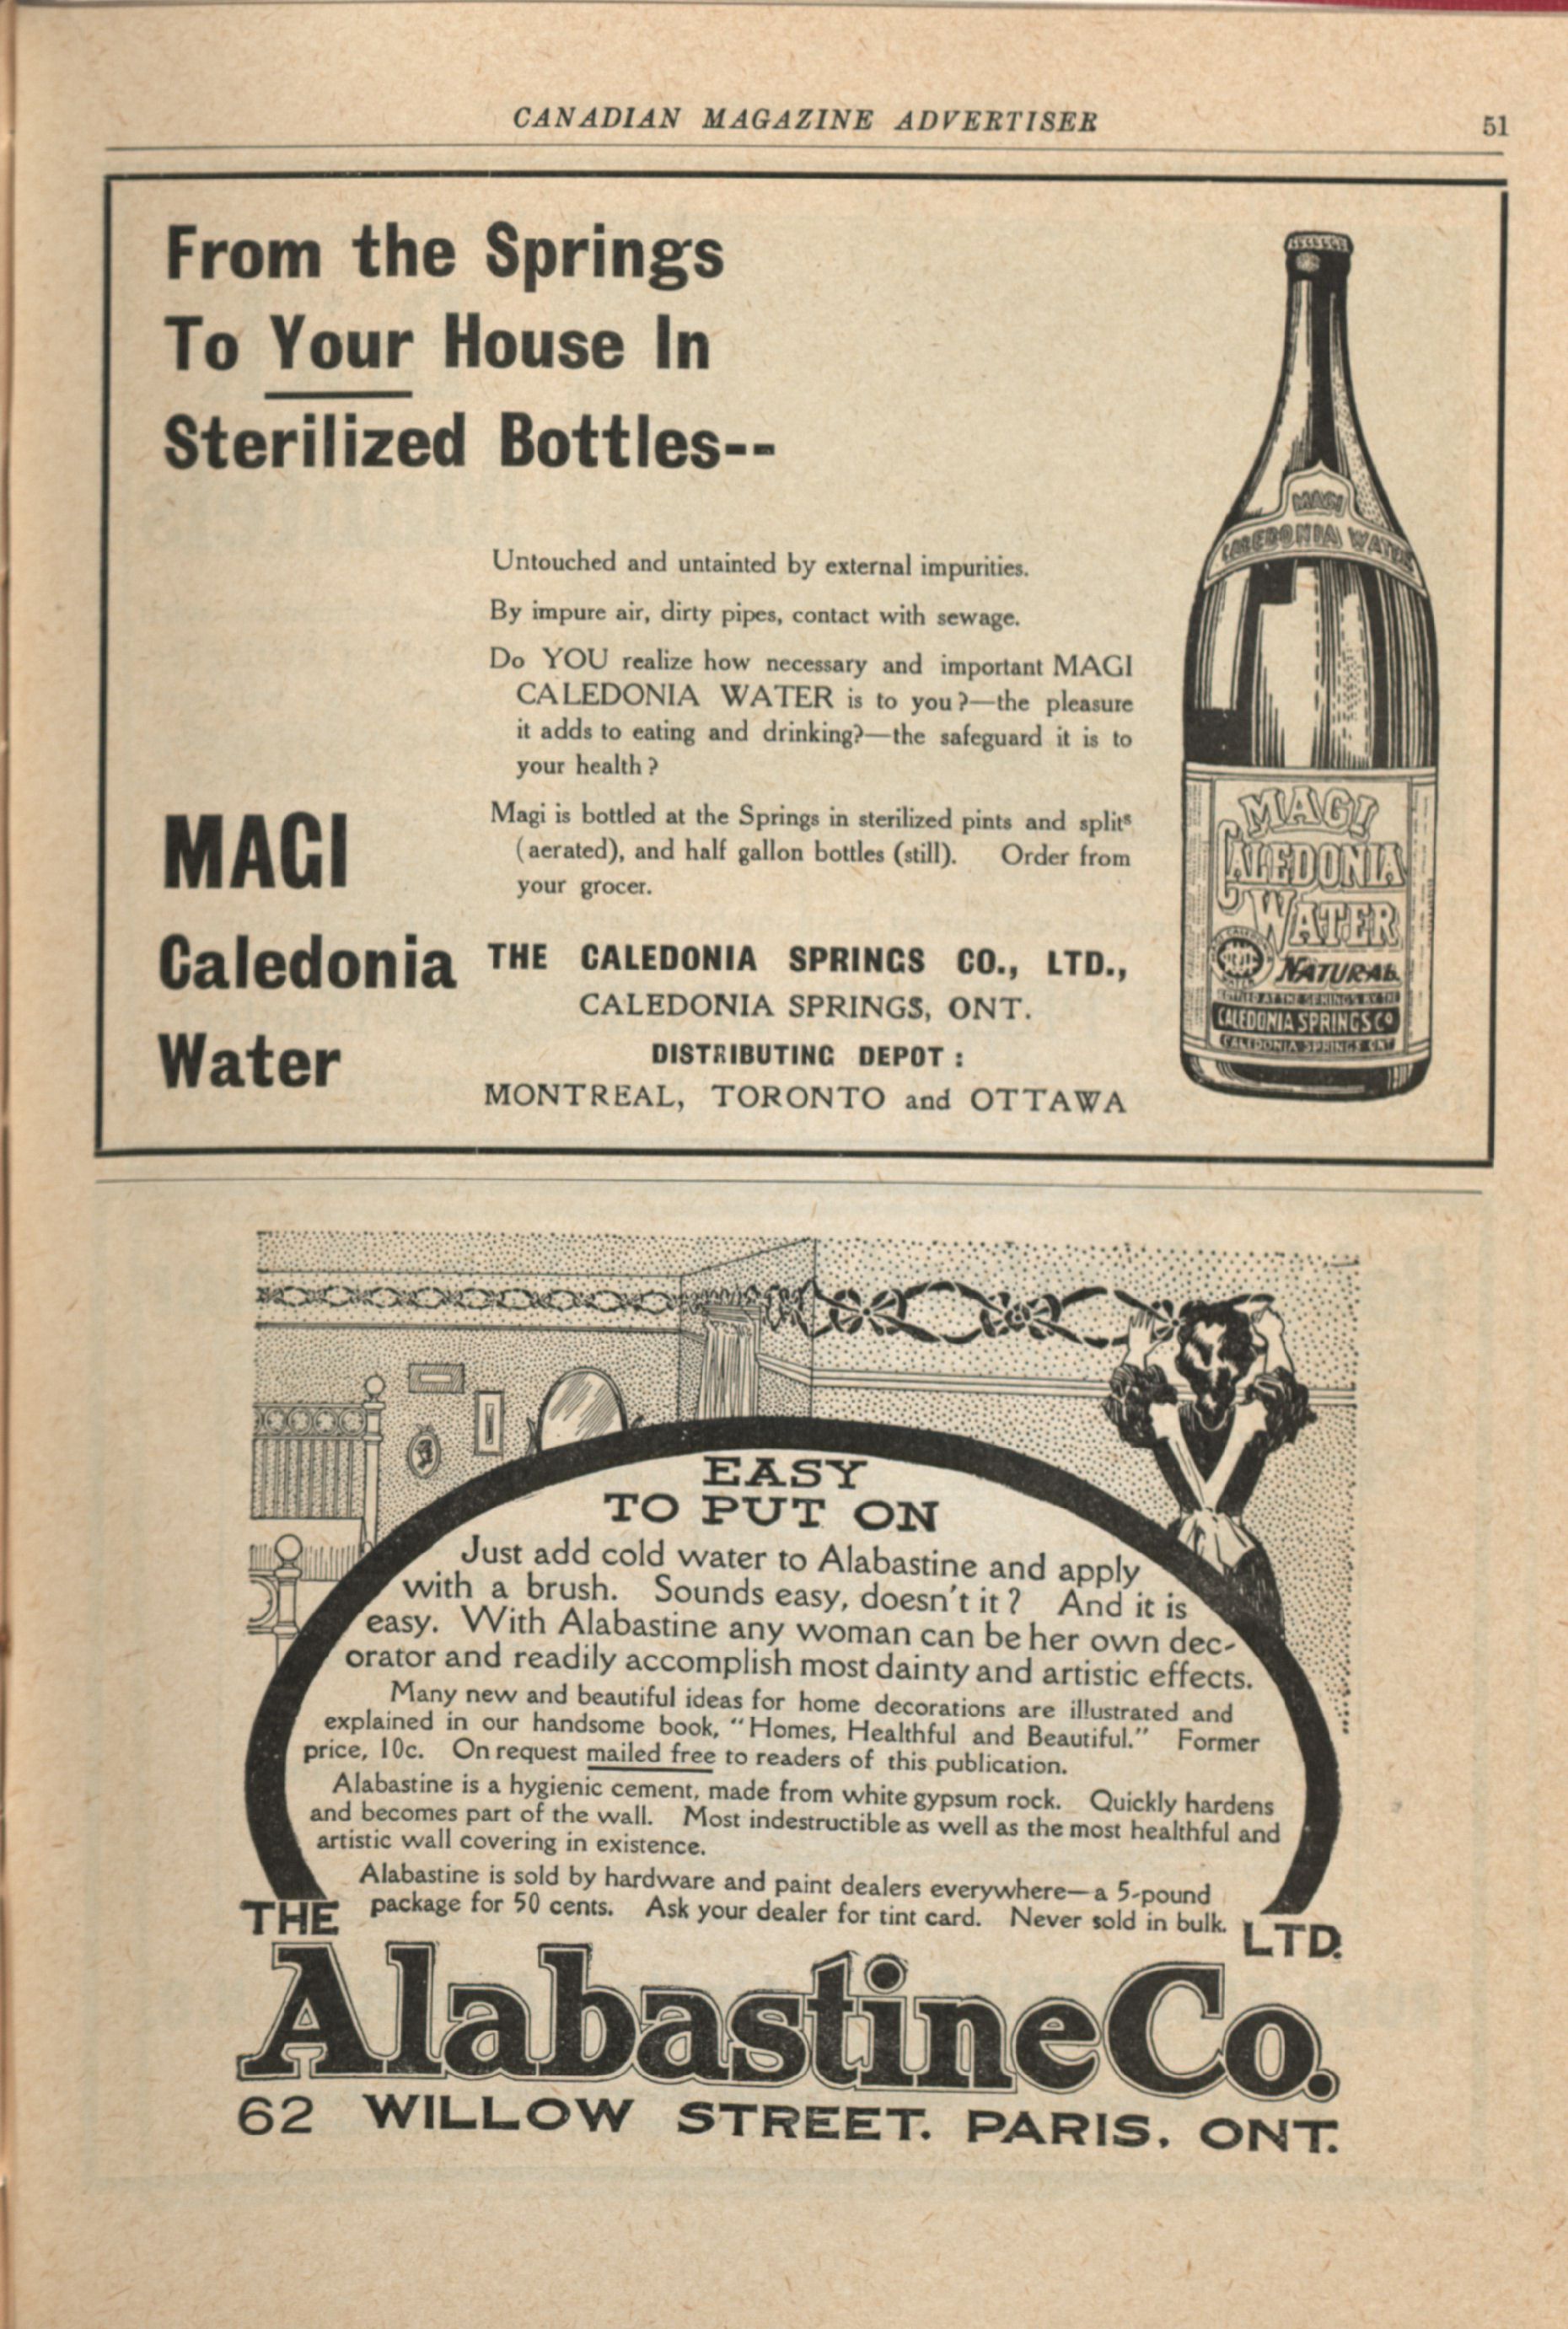 CANADIAN MAGAZINE ADVERTISER
51
From the Springs
To Your House In
Sterilized Bottles--
Untouched and untainted by external impurities.
By impure air, dirty pipes, contact with sewage.
Do YOU realize how necessary and important MAGI
CALEDONIA WATER is to you?—the pleasure
it adds to eating and drinking?—the safeguard it is to
your health?
Magi is bottled at the Springs in sterilized pints and splits
(aerated), and half gallon bottles (still). Order from
your grocer.
MAGI
Caledonia
Water
THE CALEDONIA SPRINGS CO., LTD.,
CALEDONIA SPRINGS, ONT.
DISTRIBUTING DEPOT:
MONTREAL, TORONTO and OTTAWA
MAGI
CALEDONIA WATER
MAGI
CALEDONIA
WATER
NATURAL
BOTTLED AT THE SPRINGS BY THE
CALEDONIA SPRINGS Co
CALEDONIA SPRINGS ONT
EASY
TO PUT ON
Just add cold water to Alabastine and apply
with a brush. Sounds easy, doesn't it? And it is
easy. With Alabastine any woman can be her own dec-
orator and readily accomplish most dainty and artistic effects.
Many new and beautiful ideas for home decorations are illustrated and
explained in our handsome book, "Homes, Healthful and Beautiful." Former
price, 10c. On request mailed free to readers of this publication.
Alabastine is a hygienic cement, made from white gypsum rock. Quickly hardens
and becomes part of the wall. Most indestructible as well as the most healthful and
artistic wall covering in existence.
Alabastine is sold by hardware and paint dealers everywhere—a 5-pound
package for 50 cents. Ask your dealer for tint card. Never sold in bulk.
THE
LTD.
Alabastine Co.
62 WILLOW STREET. PARIS. ONT.